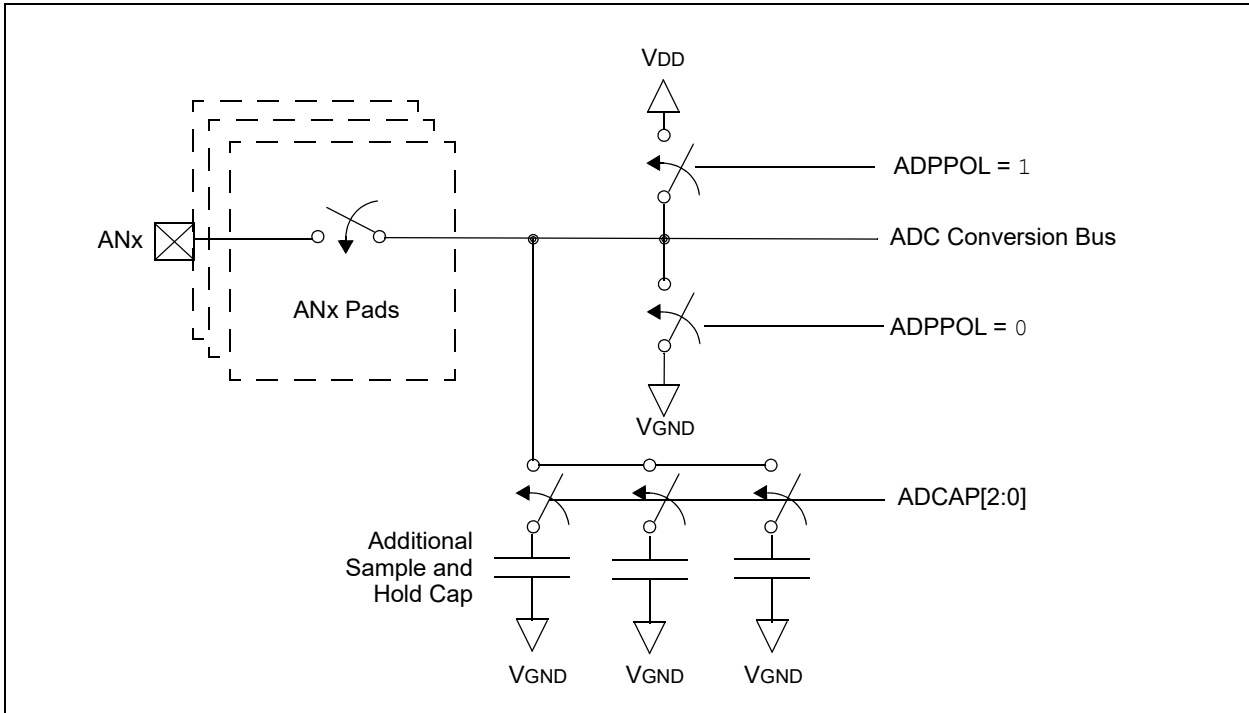 VDD
ADPPOL = 1
ANx
ADC Conversion Bus
ANx Pads
ADPPOL = 0
VGND
ADCAP[2:0]
Additional
Sample and
Hold Cap
VGND
VGND
VGND